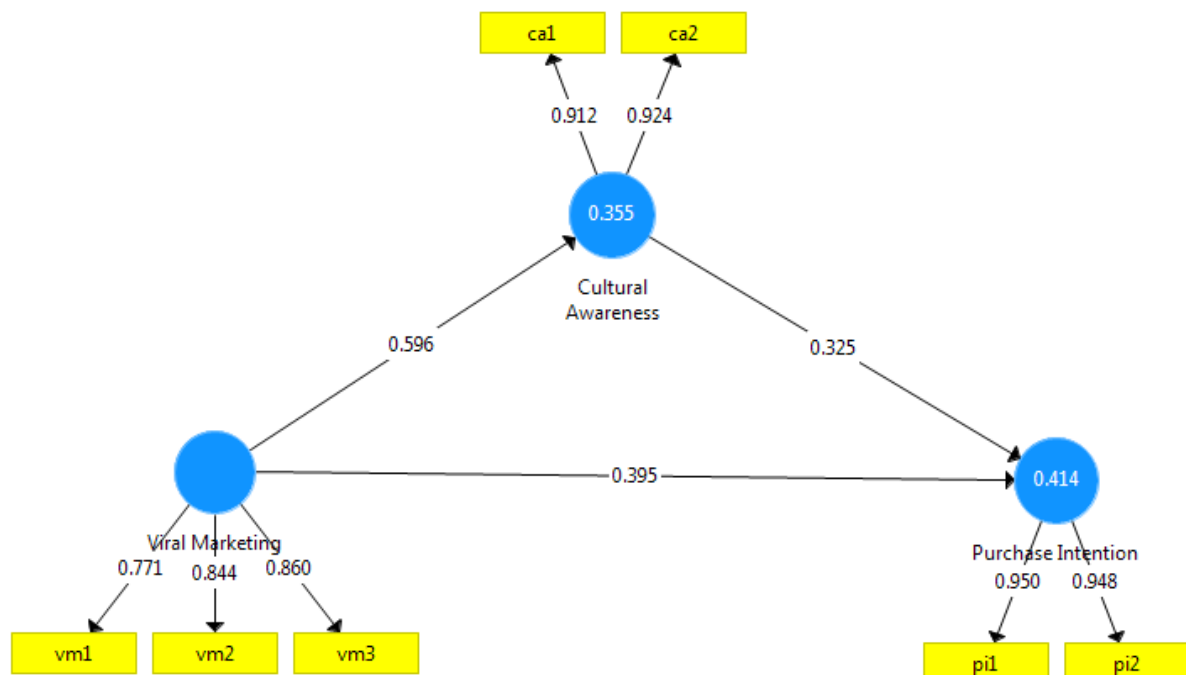 ca1
ca2
0.912
0.924
0.355
Cultural
Awareness
0.596
0.325
0.395
0.414
Viral Marketing
Purchase Intention
0.771
0.844
0.860
0.950
0.948
vm1
vm2
vm3
pi1
pi2